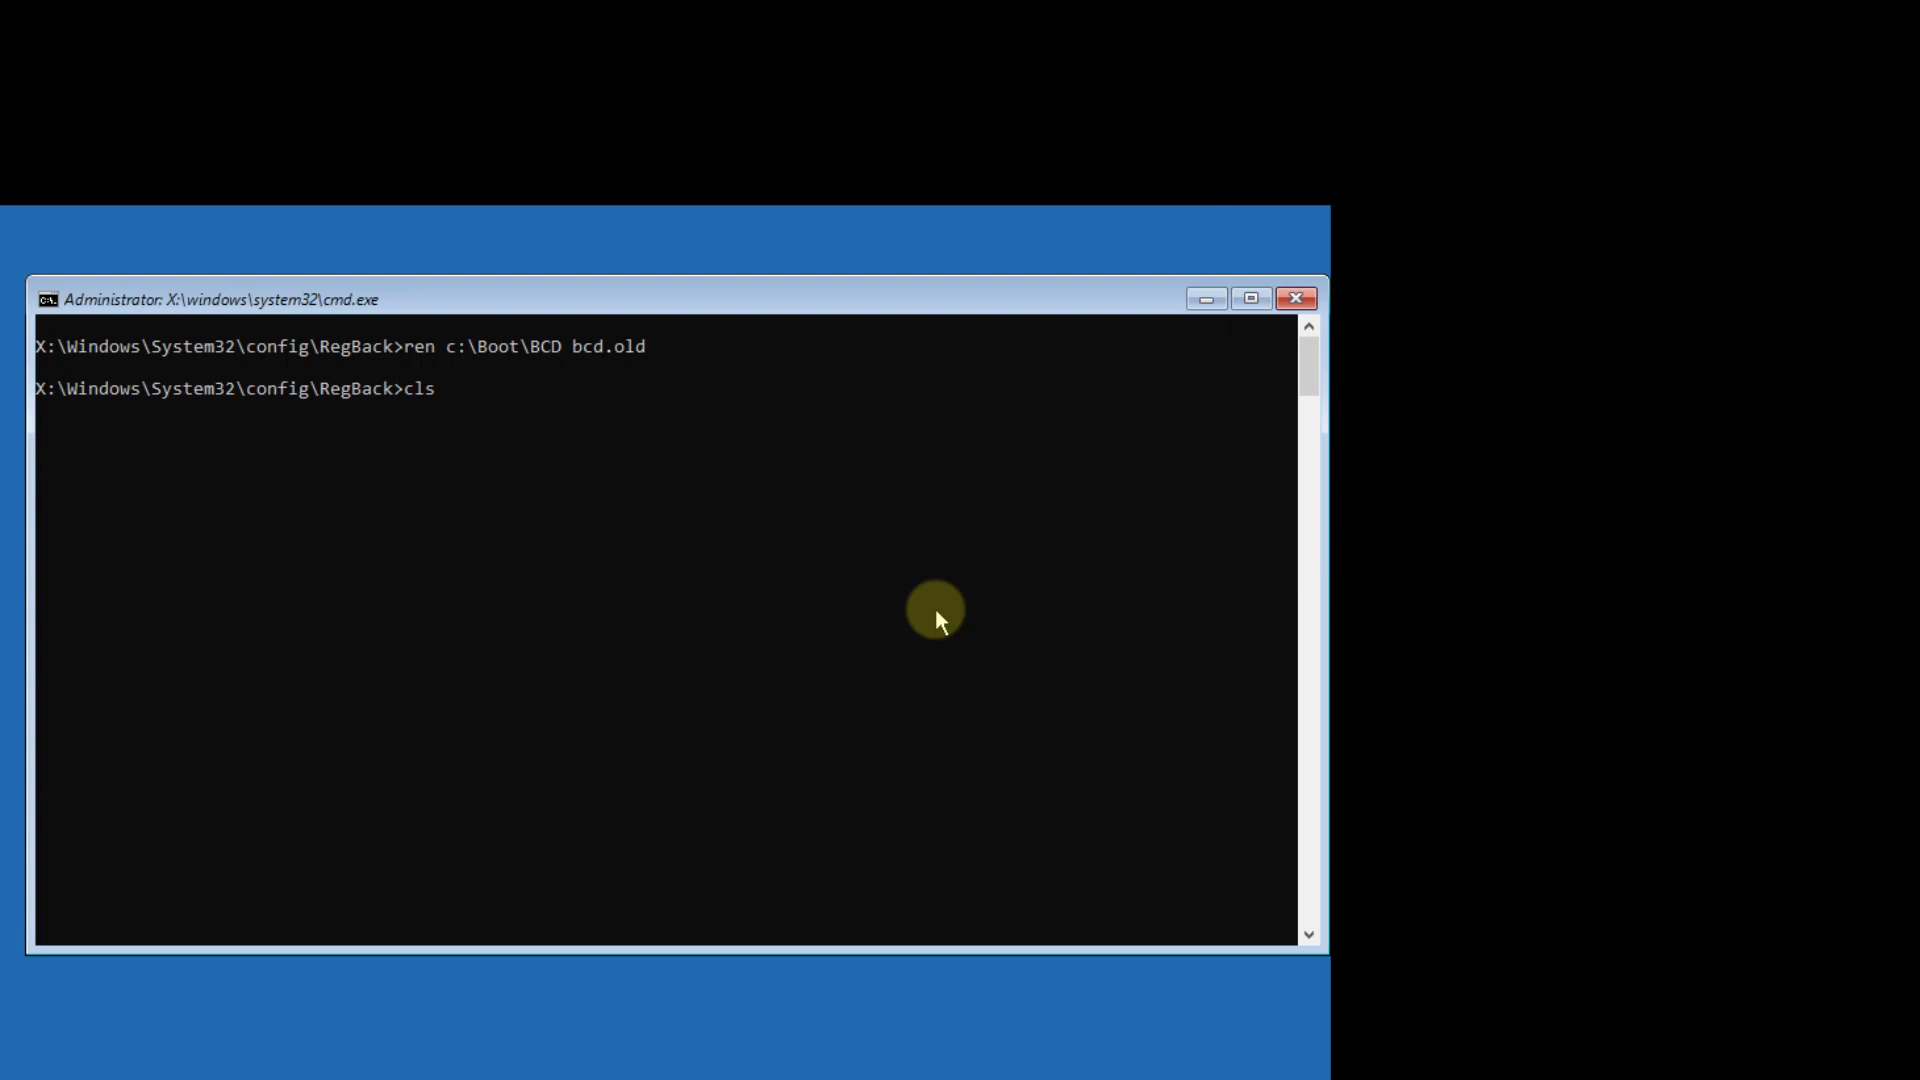 Administrator: X:\windows\system32\cmd.exe
X:\Windows\System32\config\RegBack>ren c:\Boot\BCD bcd.old
X:\Windows\System32\config\RegBack>cls